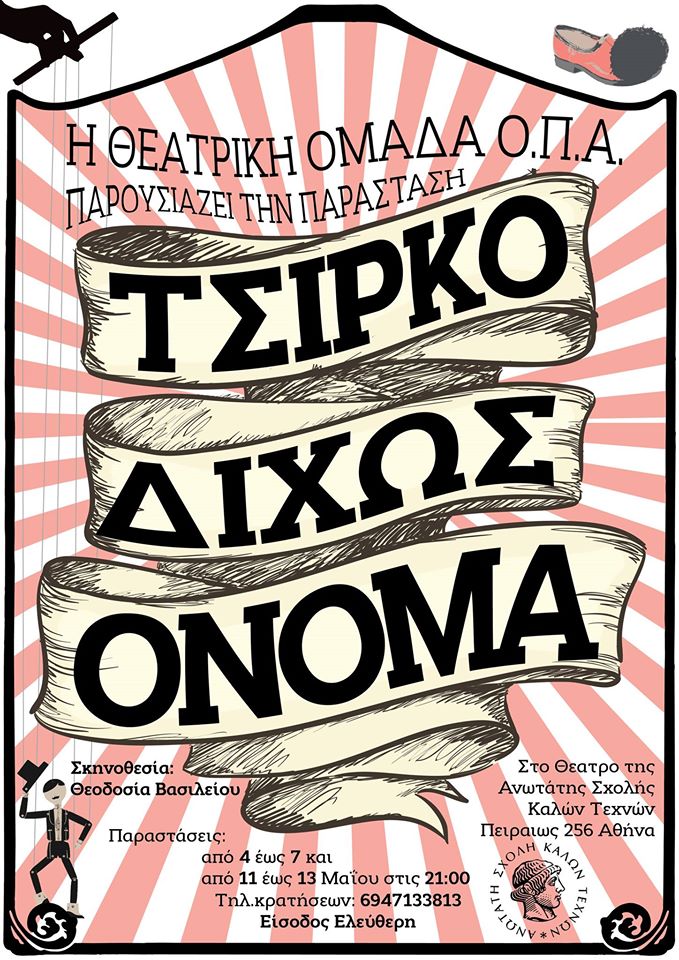 Η ΘΕΑΤΡΙΚΗ ΟΜΑΔΑ Ο.Π.Α.
ΠΑΡΟΥΣΙΑΖΕΙ ΤΗΝ ΠΑΡΑΣΤΑΣΗ
ΤΣΙΡΚΟ
ΔΙΧΩΣ
ΟΝΟΜΑ
Σκηνοθεσία:
Θεοδοσία Βασιλείου
Στο Θεατρο της
Ανωτάτης Σχολής
Καλών Τεχνών
Πειραιως 256 Αθήνα
Παραστάσεις:
από 4 έως 7 και
από 11 έως 13 Μαΐου στις 21:00
Τηλ.κρατήσεων: 6947133813
Είσοδος Ελεύθερη
ΑΝΩΤΑΤΗ ΣΧΟΛΗ ΚΑΛΩΝ ΤΕΧΝΩΝ*